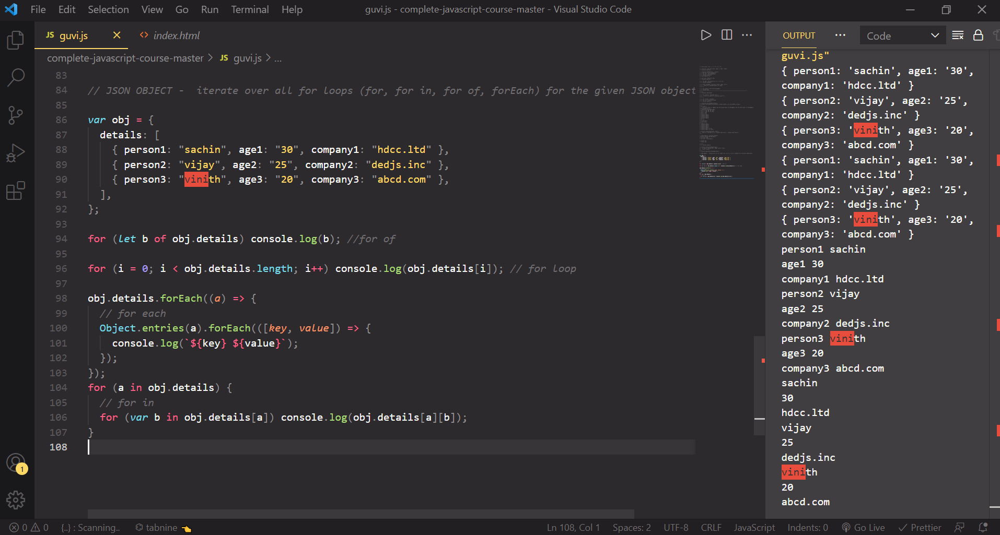 File Edit Selection View Go Run Terminal Help
guvi.js - complete-javascript-course-master - Visual Studio Code
JS guvi.js
<> index.html
complete-javascript-course-master > JS guvi.js > ...
83
84 // JSON OBJECT -  iterate over all for loops (for, for in, for of, forEach) for the given JSON object
85
86 var obj = {
87   details: [
88     { person1: "sachin", age1: "30", company1: "hdcc.ltd" },
89     { person2: "vijay", age2: "25", company2: "dedjs.inc" },
90     { person3: "vinith", age3: "20", company3: "abcd.com" },
91   ],
92 };
93
94 for (let b of obj.details) console.log(b); //for of
95
96 for (i = 0; i < obj.details.length; i++) console.log(obj.details[i]); // for loop
97
98 obj.details.forEach((a) => {
99   // for each
100   Object.entries(a).forEach(([key, value]) => {
101     console.log(`${key} ${value}`);
102   });
103 });
104 for (a in obj.details) {
105   // for in
106   for (var b in obj.details[a]) console.log(obj.details[a][b]);
107 }
108
OUTPUT ... Code
guvi.js"
{ person1: 'sachin', age1: '30',
company1: 'hdcc.ltd' }
{ person2: 'vijay', age2: '25',
company2: 'dedjs.inc' }
{ person3: 'vinith', age3: '20',
company3: 'abcd.com' }
{ person1: 'sachin', age1: '30',
company1: 'hdcc.ltd' }
{ person2: 'vijay', age2: '25',
company2: 'dedjs.inc' }
{ person3: 'vinith', age3: '20',
company3: 'abcd.com' }
person1 sachin
age1 30
company1 hdcc.ltd
person2 vijay
age2 25
company2 dedjs.inc
person3 vinith
age3 20
company3 abcd.com
sachin
30
hdcc.ltd
vijay
25
dedjs.inc
vinith
20
abcd.com
1
0 0 {..} : Scanning.. tabnine Ln 108, Col 1 Spaces: 2 UTF-8 CRLF JavaScript Indents: 0 Go Live Prettier